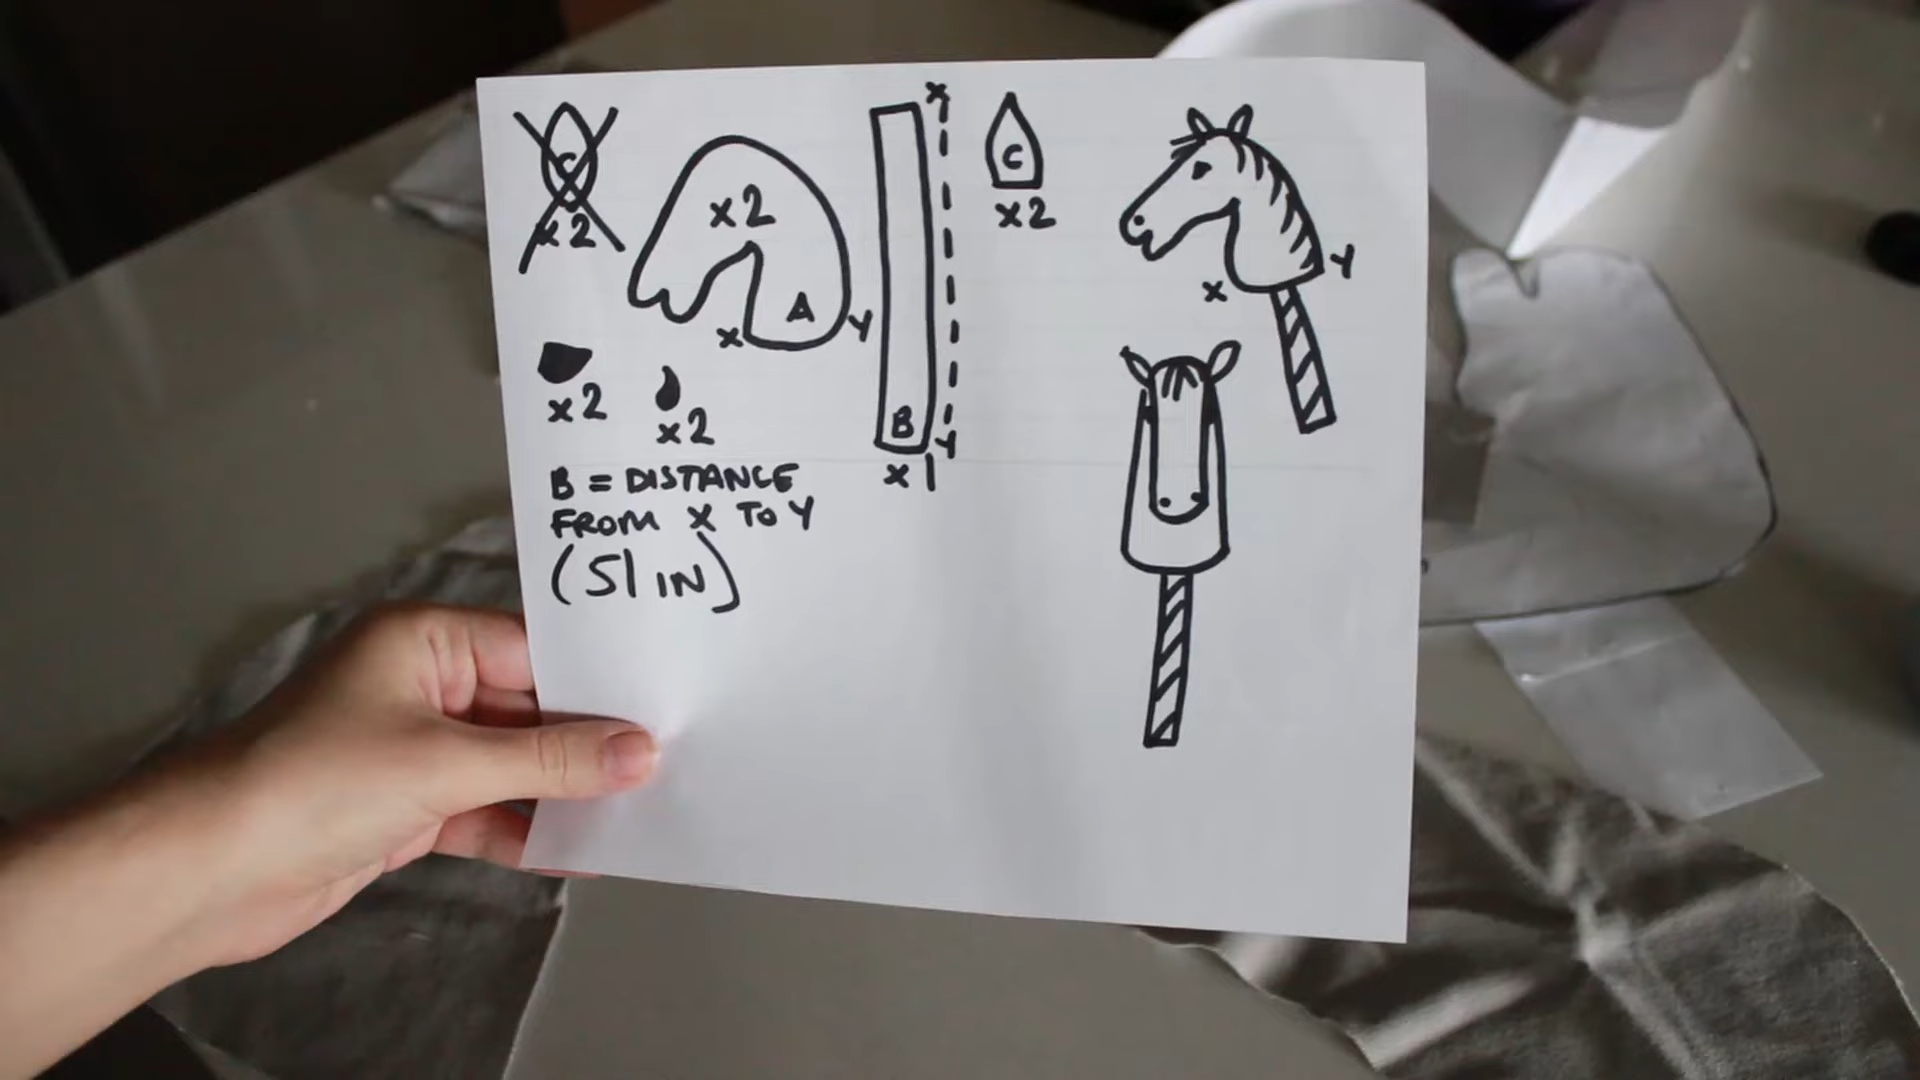 C
x2
x2
A
X
Y
X
B
Y
x1
C
x2
X
Y
x2
x2
B = DISTANCE
FROM X TO Y
(51 IN)